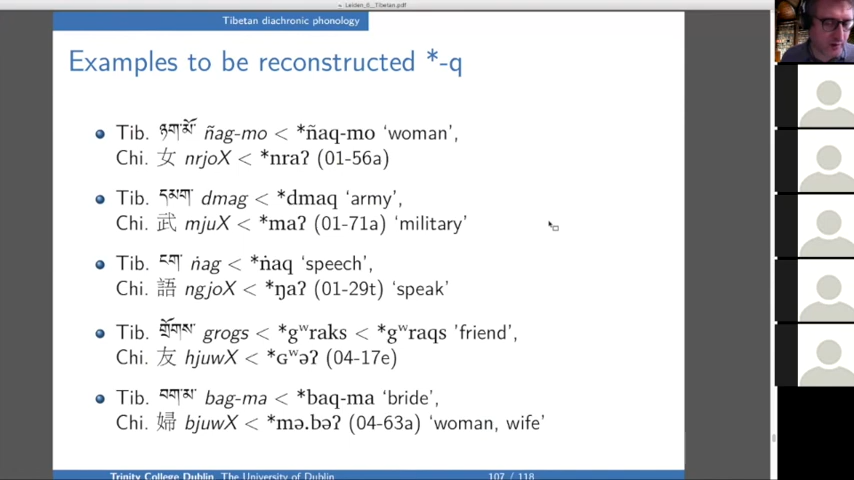 Leiden_6__Tibetan.pdf
Tibetan diachronic phonology
Examples to be reconstructed *-q
Tib. ཉག་མོ་ ñag-mo < *ñaq-mo ‘woman’,
Chi. 女 nrjoX < *nraʔ (01-56a)
Tib. དམག་ dmag < *dmaq ‘army’,
Chi. 武 mjuX < *maʔ (01-71a) ‘military’
Tib. ངག་ ṅag < *ṅaq ‘speech’,
Chi. 語 ngjoX < *ŋaʔ (01-29t) ‘speak’
Tib. གྲོགས་ grogs < *gʷraks < *gʷraqs ’friend’,
Chi. 友 hjuwX < *ɢʷəʔ (04-17e)
Tib. བག་མ་ bag-ma < *baq-ma ‘bride’,
Chi. 婦 bjuwX < *mə.bəʔ (04-63a) ‘woman, wife’
Trinity College Dublin, The University of Dublin
107 / 118